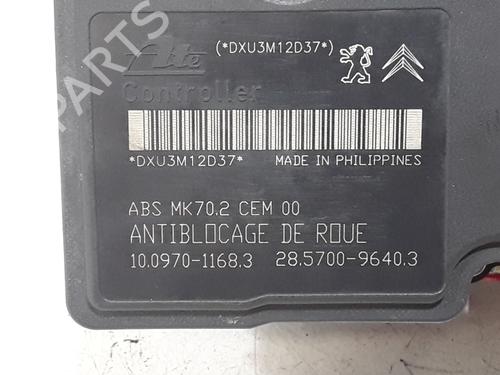 Ate (*DXU3M12D37*)
Controller
*DXU3M12D37* MADE IN PHILIPPINES
ABS MK70.2 CEM 00
ANTIBLOCAGE DE ROUE
10.0970-1168.3 28.5700-9640.3